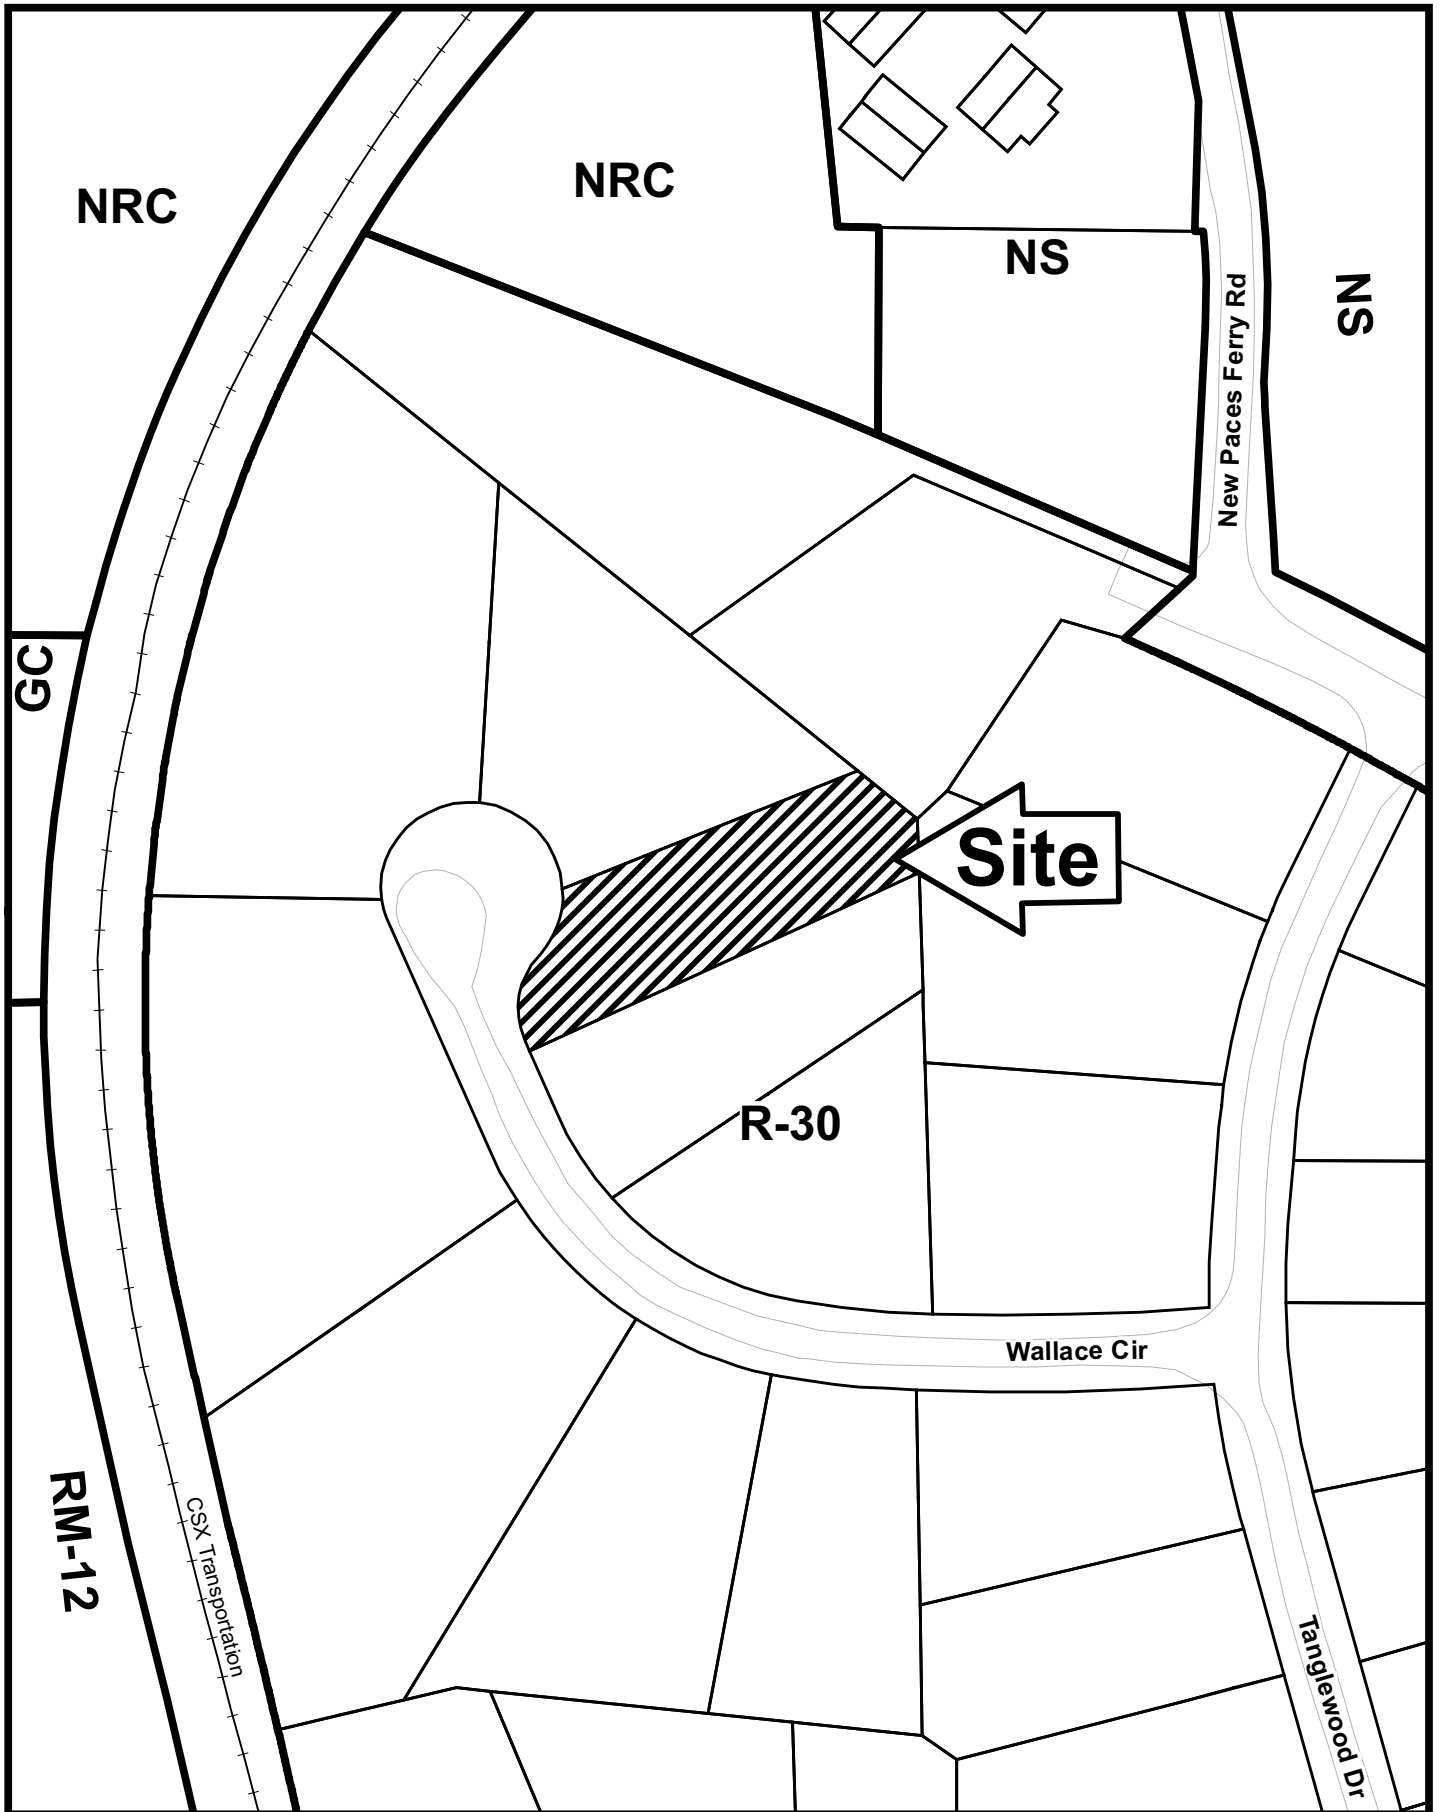 NRC
NRC
NS
NS
New Paces Ferry Rd
GC
Site
R-30
Wallace Cir
RM-12
CSX Transportation
Tanglewood Dr